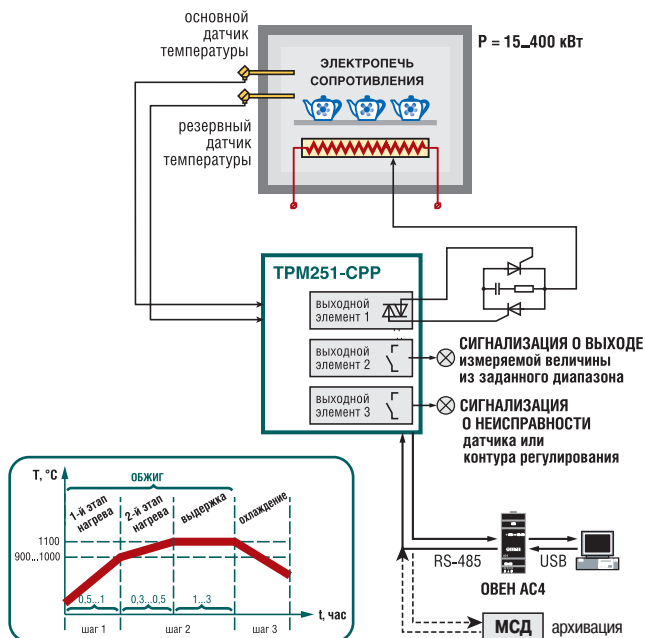 основной
датчик
температуры
P = 15...400 кВт
ЭЛЕКТРОПЕЧЬ
СОПРОТИВЛЕНИЯ
резервный
датчик
температуры
ТРМ251-СРР
выходной
элемент 1
выходной
элемент 2
выходной
элемент 3
СИГНАЛИЗАЦИЯ О ВЫХОДЕ
измеряемой величины
из заданного диапазона
СИГНАЛИЗАЦИЯ
О НЕИСПРАВНОСТИ
датчика или
контура регулирования
T, °C
ОБЖИГ
1-й этап
нагрева
2-й этап
нагрева
выдержка
охлаждение
1100
900...1000
0,5...1
0,3...0,5
1...3
t, час
шаг 1
шаг 2
шаг 3
RS-485
USB
ОВЕН АС4
МСД
архивация